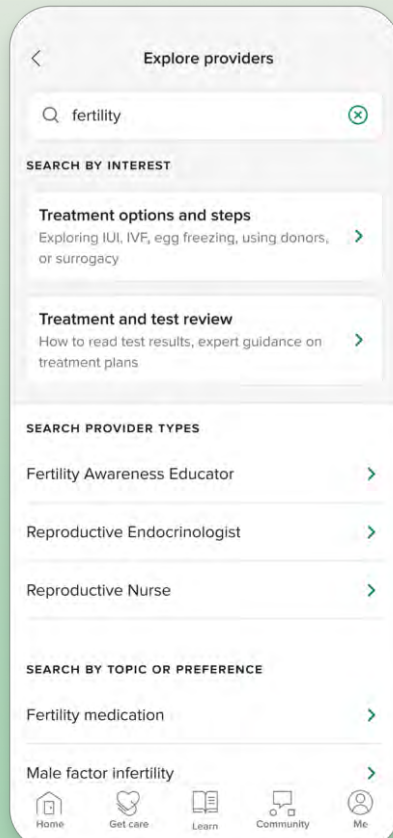 Explore providers
fertility
SEARCH BY INTEREST
Treatment options and steps
Exploring IUI, IVF, egg freezing, using donors,
or surrogacy
Treatment and test review
How to read test results, expert guidance on
treatment plans
SEARCH PROVIDER TYPES
Fertility Awareness Educator
Reproductive Endocrinologist
Reproductive Nurse
SEARCH BY TOPIC OR PREFERENCE
Fertility medication
Male factor infertility
Home Get care Learn Community Me